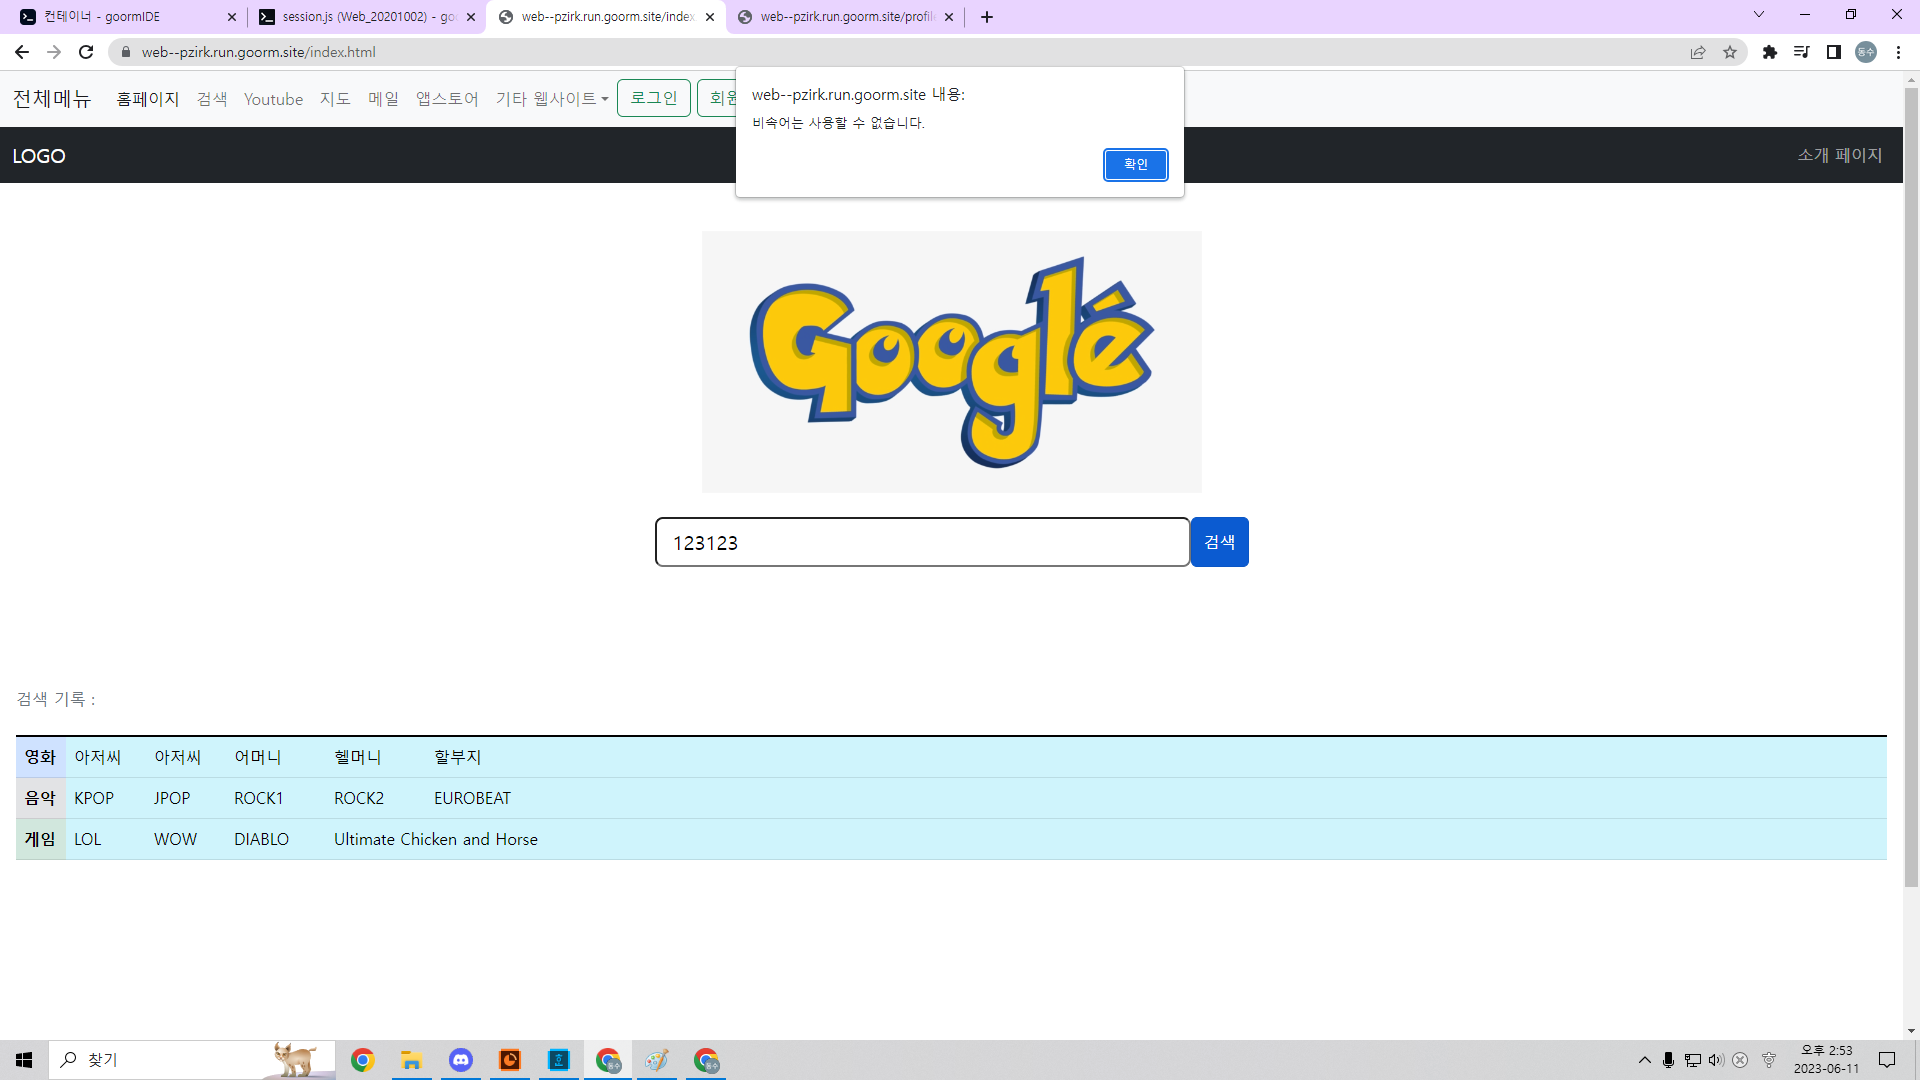 컨테이너 - goormIDE
session.js (Web_20201002) - goo
web--pzirk.run.goorm.site/index
web--pzirk.run.goorm.site/profile
web--pzirk.run.goorm.site/index.html
동수
전체메뉴 홈페이지 검색 Youtube 지도 메일 앱스토어 기타 웹사이트 로그인 회원
web--pzirk.run.goorm.site 내용:
비속어는 사용할 수 없습니다.
확인
LOGO
소개 페이지
Googlé
123123
검색
검색 기록 :
영화 아저씨 아저씨 어머니 헬머니 할부지
음악 KPOP JPOP ROCK1 ROCK2 EUROBEAT
게임 LOL WOW DIABLO Ultimate Chicken and Horse
찾기
오후 2:53
2023-06-11